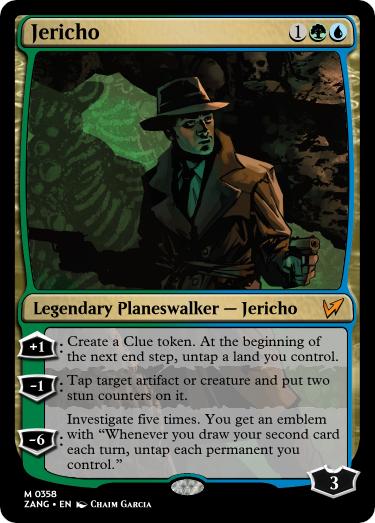 Jericho 1
Legendary Planeswalker — Jericho
+1: Create a Clue token. At the beginning of
the next end step, untap a land you control.
-1: Tap target artifact or creature and put two
stun counters on it.
-6: Investigate five times. You get an emblem
with “Whenever you draw your second card
each turn, untap each permanent you
control.”
3
M 0358
ZANG • EN Chaim Garcia